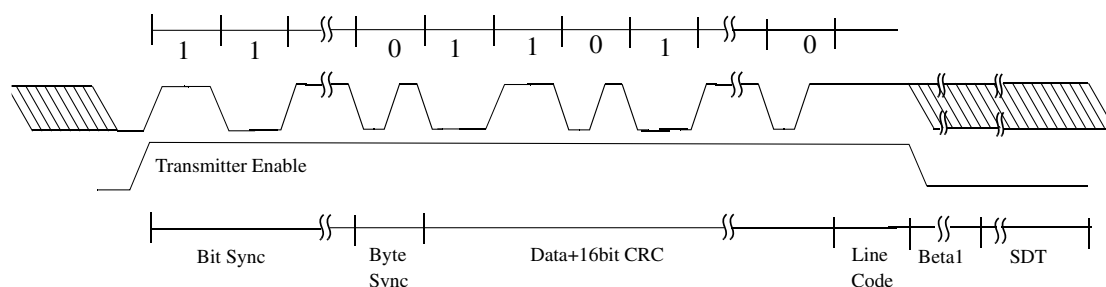 1 1 0 1 1 0 1 0
Transmitter Enable
Bit Sync
Byte
Sync
Data+16bit CRC
Line
Code
Beta1
SDT